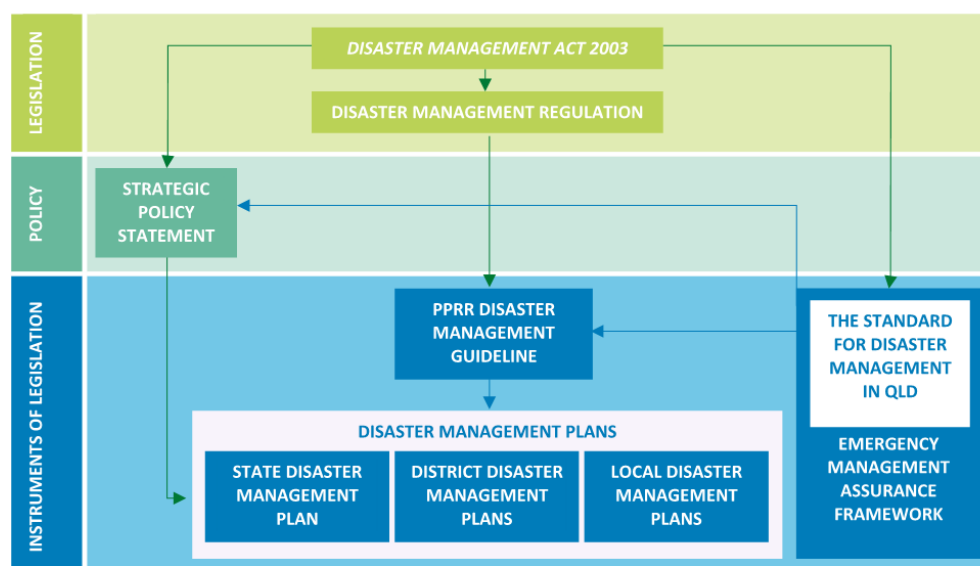 LEGISLATION
DISASTER MANAGEMENT ACT 2003
DISASTER MANAGEMENT REGULATION
POLICY
STRATEGIC
POLICY
STATEMENT
INSTRUMENTS OF LEGISLATION
PPRR DISASTER
MANAGEMENT
GUIDELINE
THE STANDARD
FOR DISASTER
MANAGEMENT
IN QLD
EMERGENCY
MANAGEMENT
ASSURANCE
FRAMEWORK
DISASTER MANAGEMENT PLANS
STATE DISASTER
MANAGEMENT
PLAN
DISTRICT DISASTER
MANAGEMENT
PLANS
LOCAL DISASTER
MANAGEMENT
PLANS